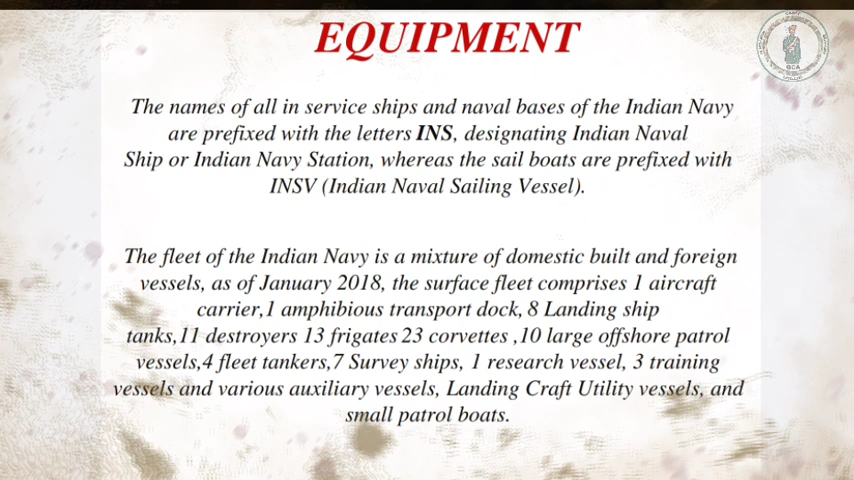 EQUIPMENT
The names of all in service ships and naval bases of the Indian Navy
are prefixed with the letters INS, designating Indian Naval
Ship or Indian Navy Station, whereas the sail boats are prefixed with
INSV (Indian Naval Sailing Vessel).
The fleet of the Indian Navy is a mixture of domestic built and foreign
vessels, as of January 2018, the surface fleet comprises 1 aircraft
carrier,1 amphibious transport dock, 8 Landing ship
tanks,11 destroyers 13 frigates 23 corvettes ,10 large offshore patrol
vessels,4 fleet tankers,7 Survey ships, 1 research vessel, 3 training
vessels and various auxiliary vessels, Landing Craft Utility vessels, and
small patrol boats.